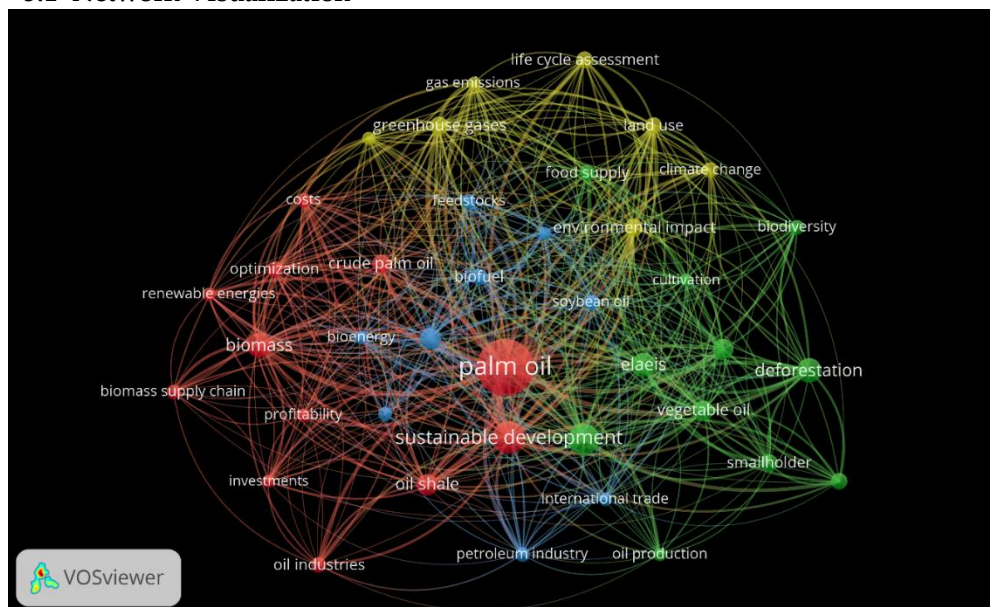 life cycle assessment
gas emissions
greenhouse gases
land use
food supply
climate change
costs
feedstocks
environmental impact
biodiversity
optimization
crude palm oil
biofuel
cultivation
renewable energies
soybean oil
bioenergy
biomass
palm oil
elaeis
deforestation
biomass supply chain
profitability
vegetable oil
sustainable development
smallholder
investments
oil shale
international trade
petroleum industry
oil production
oil industries
VOSviewer